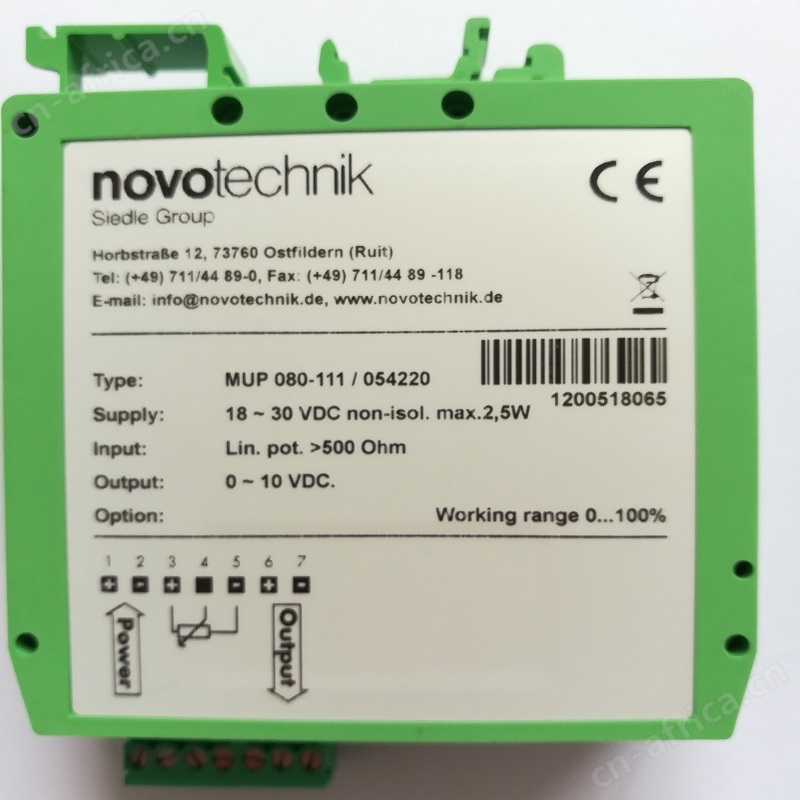 novotechnik
Siedle Group
Horbstraße 12, 73760 Ostfildern (Ruit)
Tel: (+49) 711/44 89-0, Fax: (+49) 711/44 89 -118
E-mail: info@novotechnik.de, www.novotechnik.de
CE
Type: MUP 080-111 / 054220
1200518065
Supply: 18 ~ 30 VDC non-isol. max.2,5W
Input: Lin. pot. >500 Ohm
Output: 0 ~ 10 VDC.
Option: Working range 0...100%
1 2 3 4 5 6 7
Power
Output
cn-africa.cn
cn-africa.cn